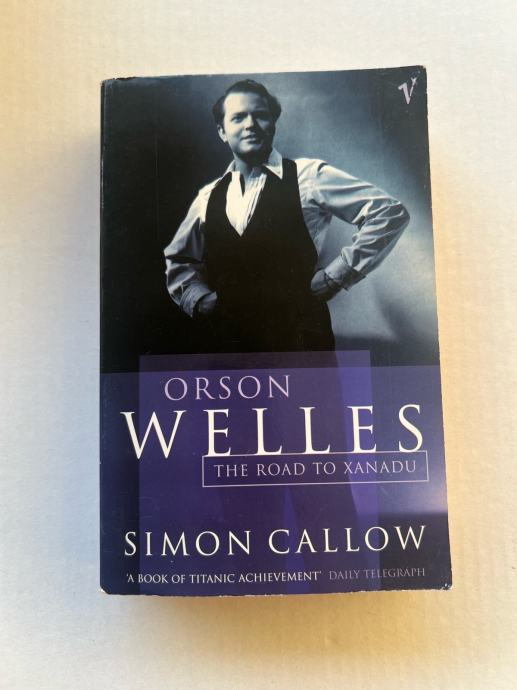 V
ORSON
WELLES
THE ROAD TO XANADU
SIMON CALLOW
'A BOOK OF TITANIC ACHIEVEMENT' DAILY TELEGRAPH